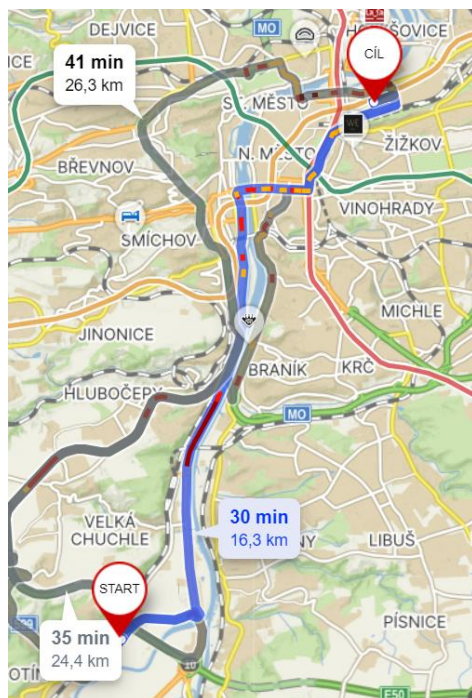 DEJVICE
MO
HOLEŠOVICE
41 min
26,3 km
CÍL
ST. MĚSTO
BŘEVNOV
N. MĚSTO
ŽIŽKOV
VINOHRADY
SMÍCHOV
MICHLE
JINONICE
BRANÍK
KRČ
HLUBOČEPY
MO
30 min
16,3 km
VELKÁ
CHUCHLE
LIBUŠ
START
PÍSNICE
35 min
24,4 km
E50